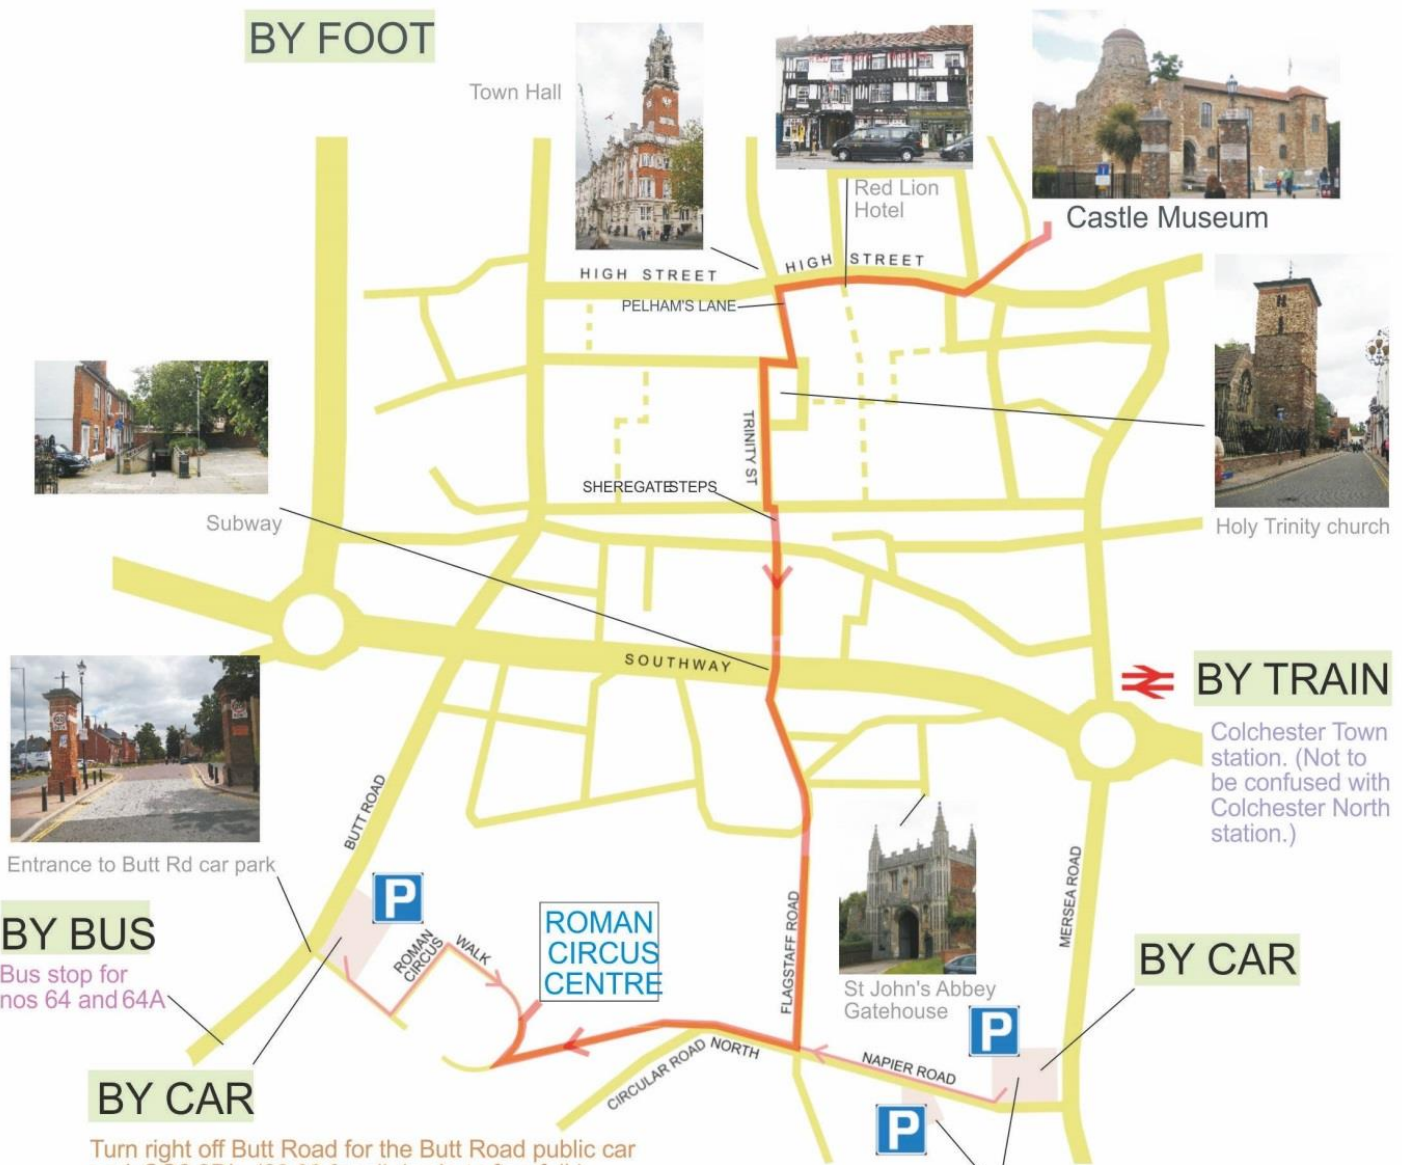 BY FOOT
Town Hall
Red Lion
Hotel
Castle Museum
HIGH STREET
HIGH STREET
PELHAM'S LANE
TRINITY ST
SHEREGATE STEPS
Subway
Holy Trinity church
SOUTHWAY
BY TRAIN
Colchester Town
station. (Not to
be confused with
Colchester North
station.)
BUTT ROAD
Entrance to Butt Rd car park
P
BY BUS
Bus stop for
nos 64 and 64A
ROMAN
CIRCUS
WALK
ROMAN
CIRCUS
CENTRE
FLAGSTAFF ROAD
MERSEA ROAD
St John's Abbey
Gatehouse
BY CAR
P
CIRCULAR ROAD NORTH
NAPIER ROAD
P
BY CAR
Turn right off Butt Road for the Butt Road public car